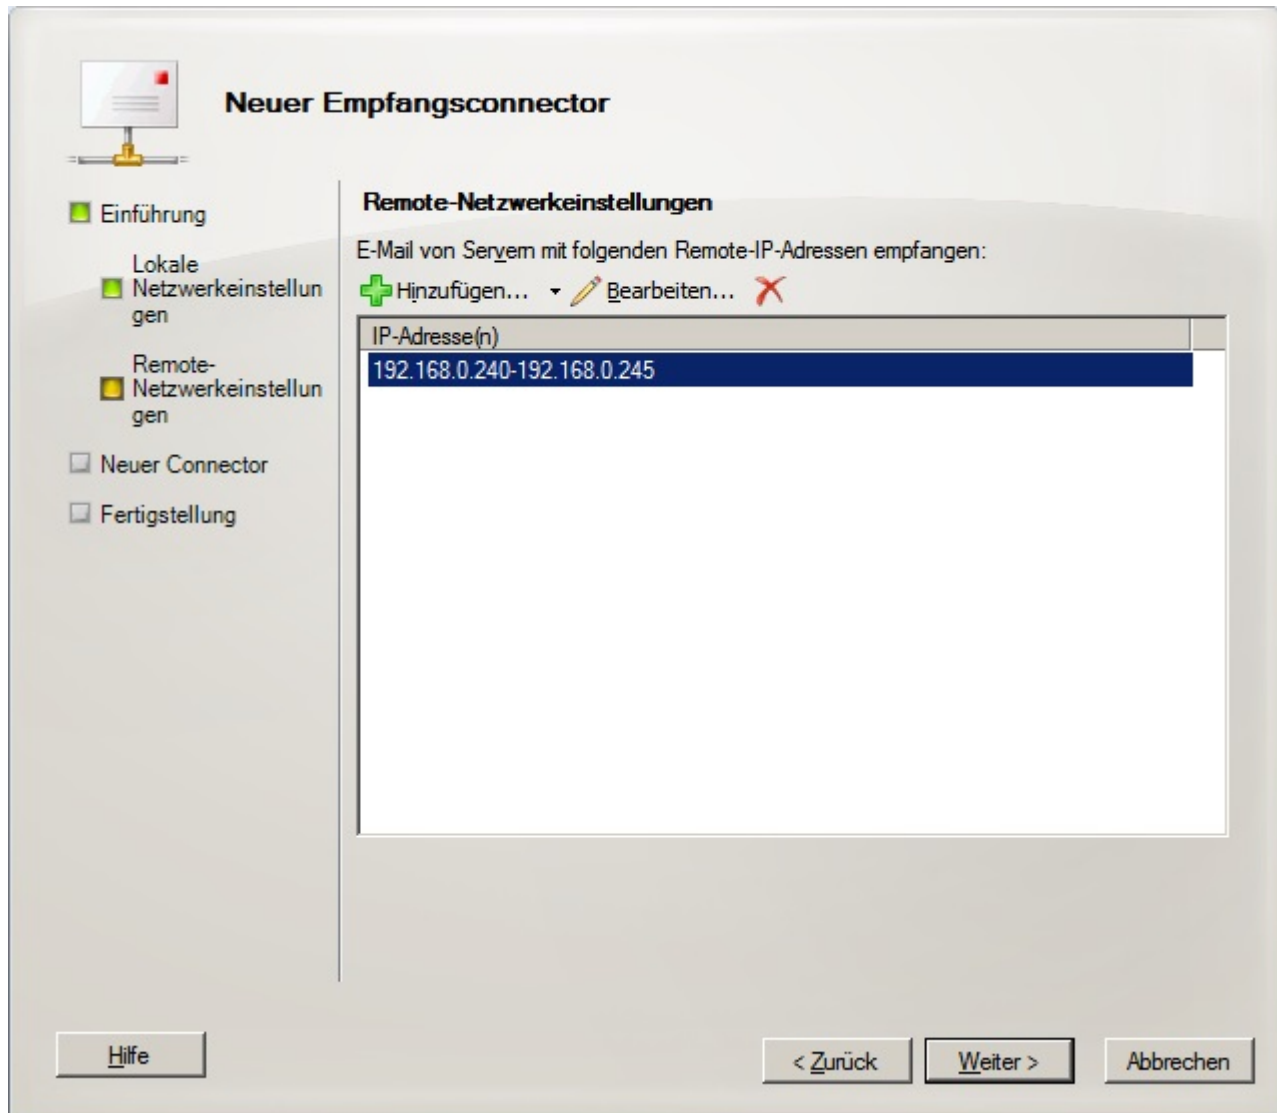 Neuer Empfangsconnector
Einführung
Lokale
Netzwerkeinstellun
gen
Remote-
Netzwerkeinstellun
gen
Neuer Connector
Fertigstellung
Remote-Netzwerkeinstellungen
E-Mail von Servern mit folgenden Remote-IP-Adressen empfangen:
Hinzufügen... Bearbeiten...
IP-Adresse(n)
192.168.0.240-192.168.0.245
Hilfe
< Zurück Weiter > Abbrechen